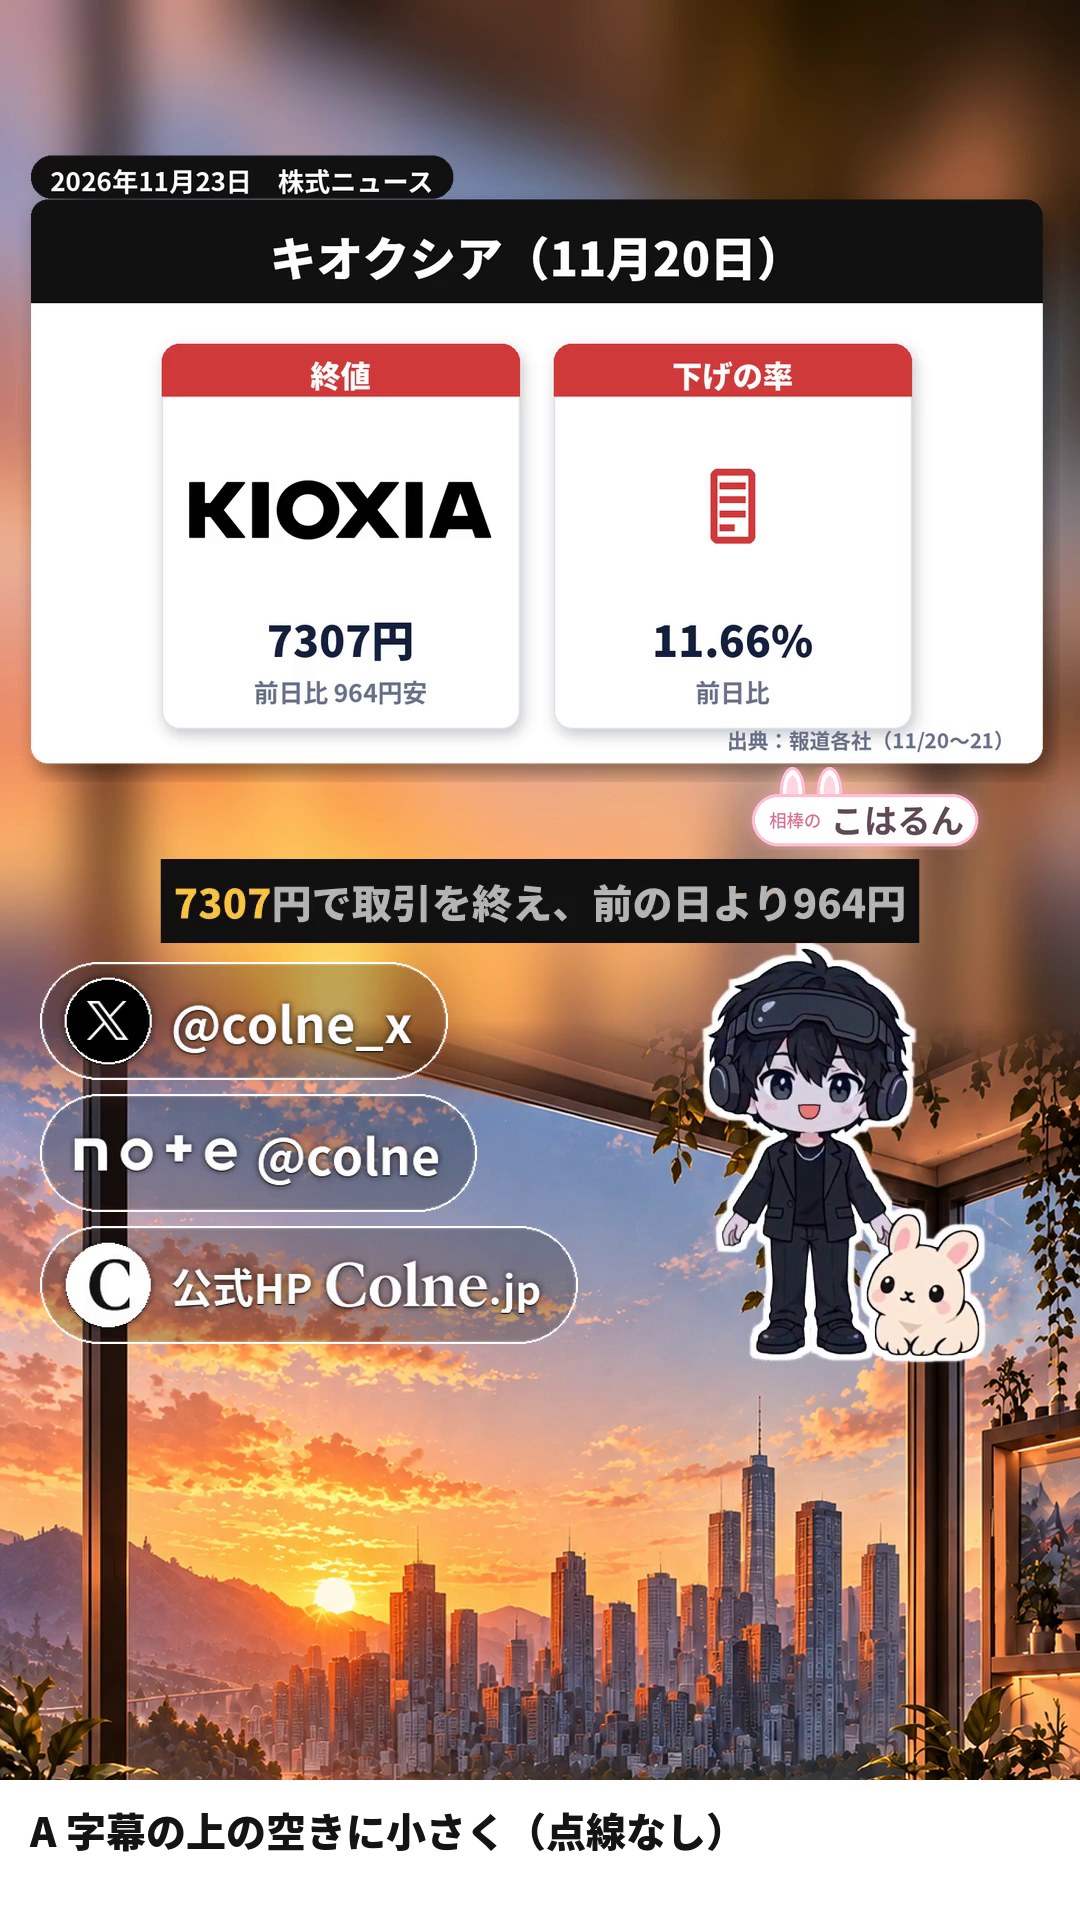 2026年11月23日　株式ニュース
キオクシア（11月20日）
終値
KIOXIA
7307円
前日比 964円安
下げの率
11.66%
前日比
出典：報道各社（11/20〜21）
相棒の こはるん
7307円で取引を終え、前の日より964円
X @colne_x
note @colne
C 公式HP Colne.jp
A 字幕の上の空きに小さく（点線なし）